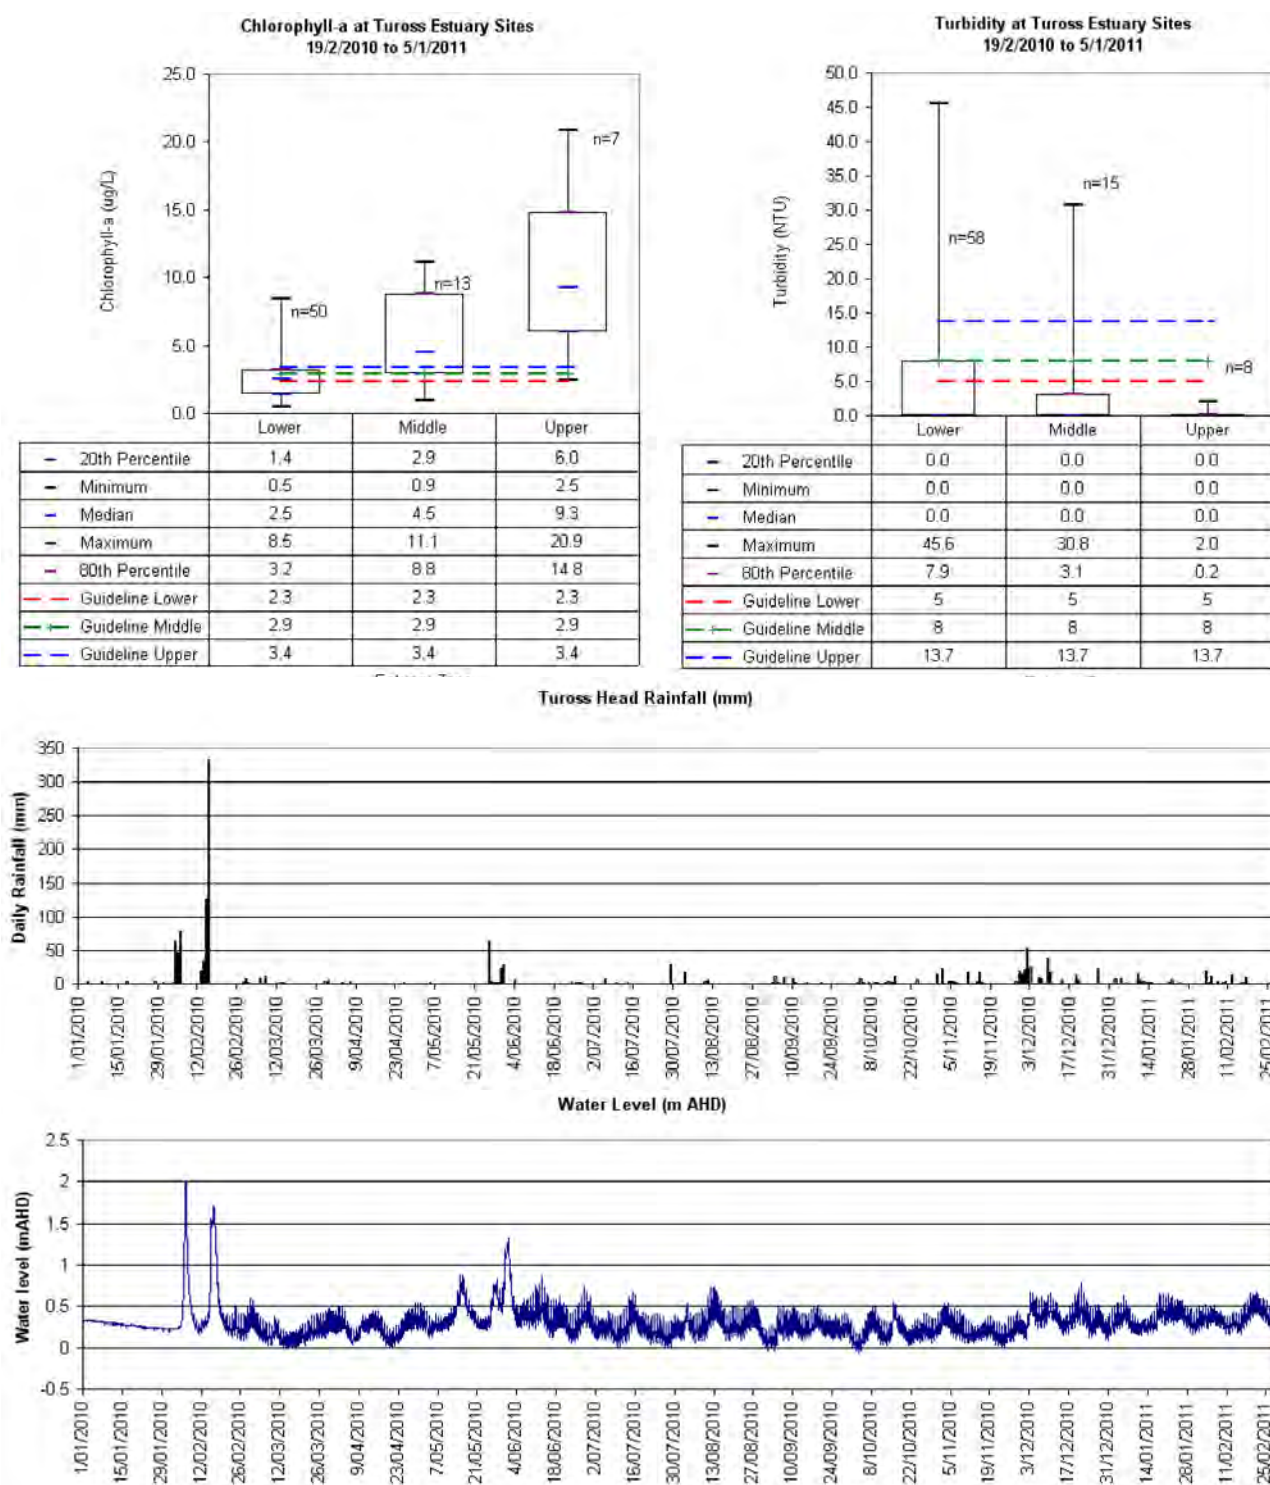 Chlorophyll-a at Tuross Estuary Sites
19/2/2010 to 5/1/2011
25.0
20.0
15.0
10.0
5.0
0.0
Chlorophyll-a (ug/L)
n=50
n=13
n=7
Lower Middle Upper
20th Percentile 1.4 2.9 6.0
Minimum 0.5 0.9 2.5
Median 2.5 4.5 9.3
Maximum 8.5 11.1 20.9
80th Percentile 3.2 8.8 14.8
Guideline Lower 2.3 2.3 2.3
Guideline Middle 2.9 2.9 2.9
Guideline Upper 3.4 3.4 3.4
Turbidity at Tuross Estuary Sites
19/2/2010 to 5/1/2011
50.0
45.0
40.0
35.0
30.0
25.0
20.0
15.0
10.0
5.0
0.0
Turbidity (NTU)
n=58
n=15
n=8
Lower Middle Upper
20th Percentile 0.0 0.0 0.0
Minimum 0.0 0.0 0.0
Median 0.0 0.0 0.0
Maximum 45.6 30.8 2.0
80th Percentile 7.9 3.1 0.2
Guideline Lower 5 5 5
Guideline Middle 8 8 8
Guideline Upper 13.7 13.7 13.7
Tuross Head Rainfall (mm)
Daily Rainfall (mm)
350
300
250
200
150
100
50
0
1/01/2010 15/01/2010 29/01/2010 12/02/2010 26/02/2010 12/03/2010 26/03/2010 9/04/2010 23/04/2010 7/05/2010 21/05/2010 4/06/2010 18/06/2010 2/07/2010 16/07/2010 30/07/2010 13/08/2010 27/08/2010 10/09/2010 24/09/2010 8/10/2010 22/10/2010 5/11/2010 19/11/2010 3/12/2010 17/12/2010 31/12/2010 14/01/2011 28/01/2011 11/02/2011 25/02/2011
Water Level (m AHD)
Water level (mAHD)
2.5
2
1.5
1
0.5
0
-0.5
1/01/2010 15/01/2010 29/01/2010 12/02/2010 26/02/2010 12/03/2010 26/03/2010 9/04/2010 23/04/2010 7/05/2010 21/05/2010 4/06/2010 18/06/2010 2/07/2010 16/07/2010 30/07/2010 13/08/2010 27/08/2010 10/09/2010 24/09/2010 8/10/2010 22/10/2010 5/11/2010 19/11/2010 3/12/2010 17/12/2010 31/12/2010 14/01/2011 28/01/2011 11/02/2011 25/02/2011